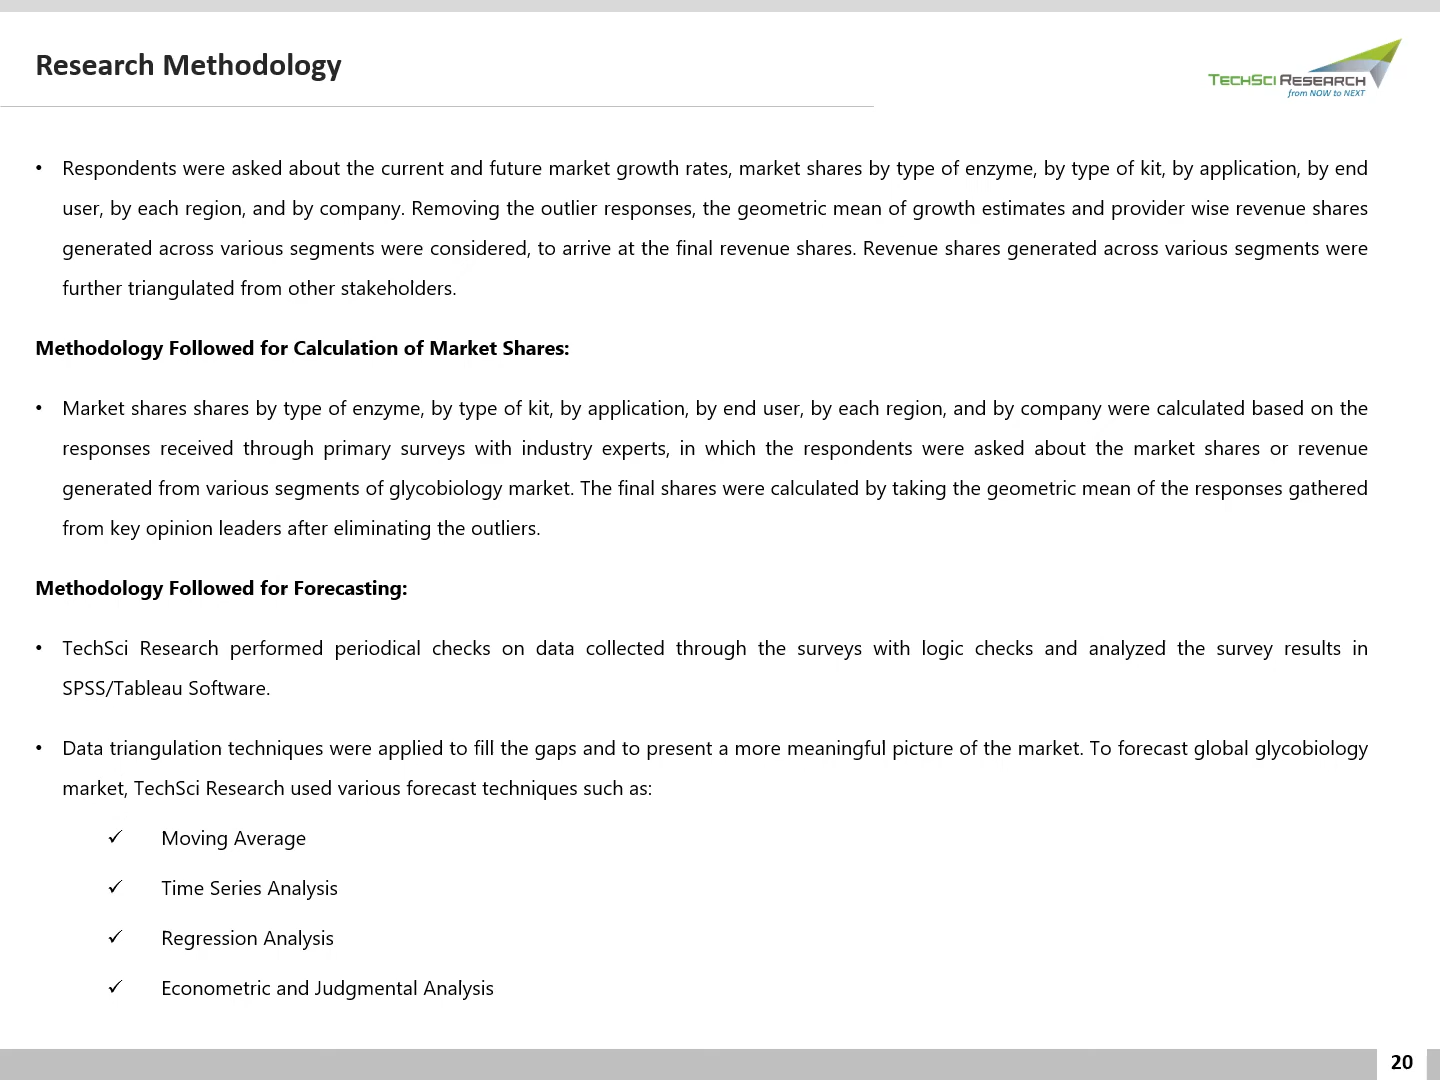 Research Methodology
TECHSCI RESEARCH
from NOW to NEXT
• Respondents were asked about the current and future market growth rates, market shares by type of enzyme, by type of kit, by application, by end
user, by each region, and by company. Removing the outlier responses, the geometric mean of growth estimates and provider wise revenue shares
generated across various segments were considered, to arrive at the final revenue shares. Revenue shares generated across various segments were
further triangulated from other stakeholders.
Methodology Followed for Calculation of Market Shares:
• Market shares shares by type of enzyme, by type of kit, by application, by end user, by each region, and by company were calculated based on the
responses received through primary surveys with industry experts, in which the respondents were asked about the market shares or revenue
generated from various segments of glycobiology market. The final shares were calculated by taking the geometric mean of the responses gathered
from key opinion leaders after eliminating the outliers.
Methodology Followed for Forecasting:
• TechSci Research performed periodical checks on data collected through the surveys with logic checks and analyzed the survey results in
SPSS/Tableau Software.
• Data triangulation techniques were applied to fill the gaps and to present a more meaningful picture of the market. To forecast global glycobiology
market, TechSci Research used various forecast techniques such as:
✓ Moving Average
✓ Time Series Analysis
✓ Regression Analysis
✓ Econometric and Judgmental Analysis
20